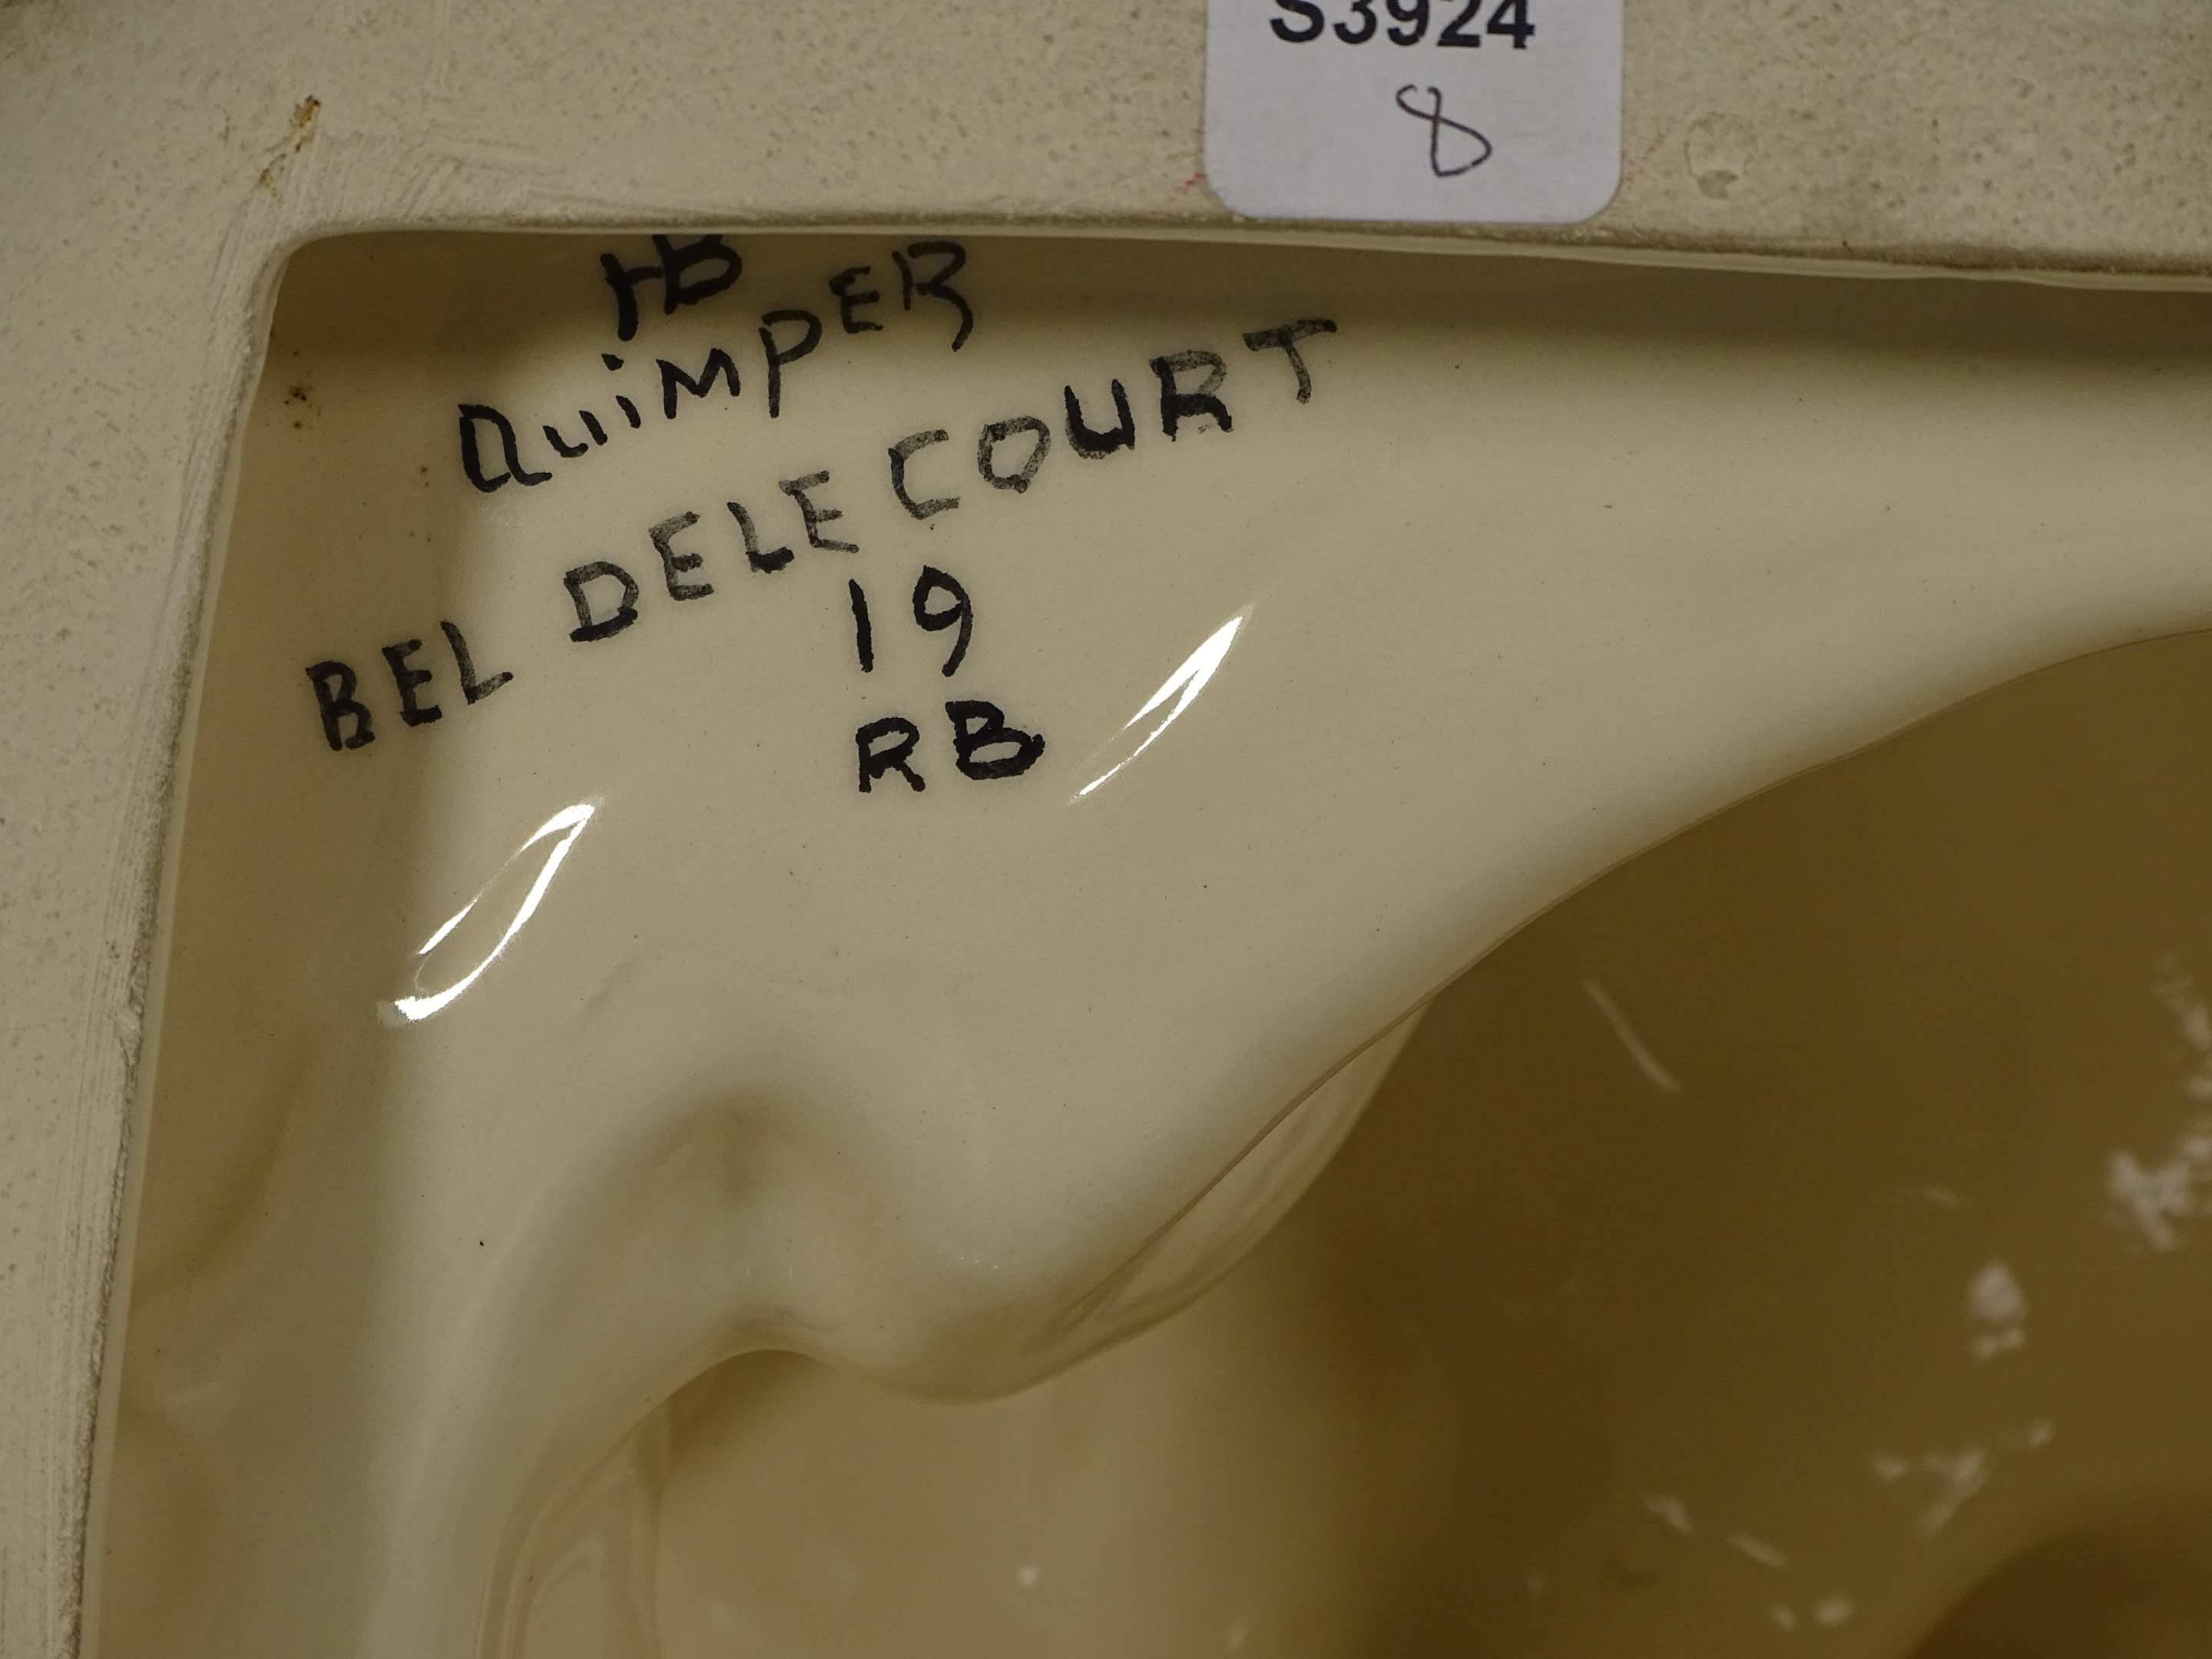 S3924
8
HB
QuimPER
BEL DELECOURT
19
RB